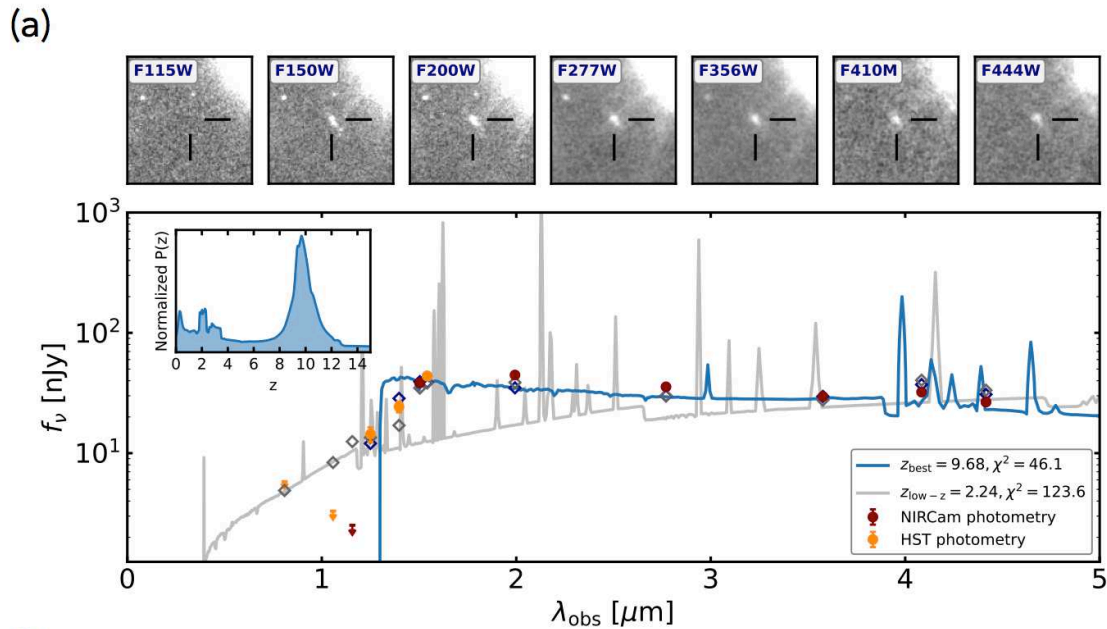 (a)
F115W F150W F200W F277W F356W F410M F444W
10³
10²
10¹
f_ν [nJy]
Normalized P(z)
0 2 4 6 8 10 12 14
z
z_best = 9.68, χ² = 46.1
z_low−z = 2.24, χ² = 123.6
NIRCam photometry
HST photometry
0 1 2 3 4 5
λ_obs [μm]